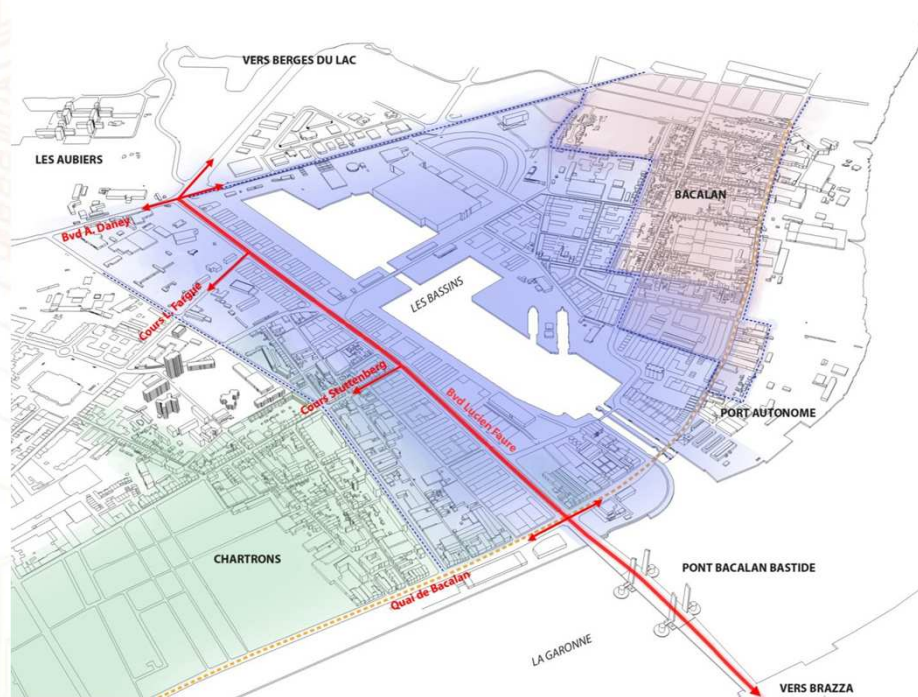 VERS BERGES DU LAC
LES AUBIERS
BACALAN
Bvd A. Daney
LES BASSINS
Cours L. Fargue
Cours Stuttenberg
Bvd Lucien Faure
PORT AUTONOME
CHARTRONS
Quai de Bacalan
PONT BACALAN BASTIDE
LA GARONNE
VERS BRAZZA